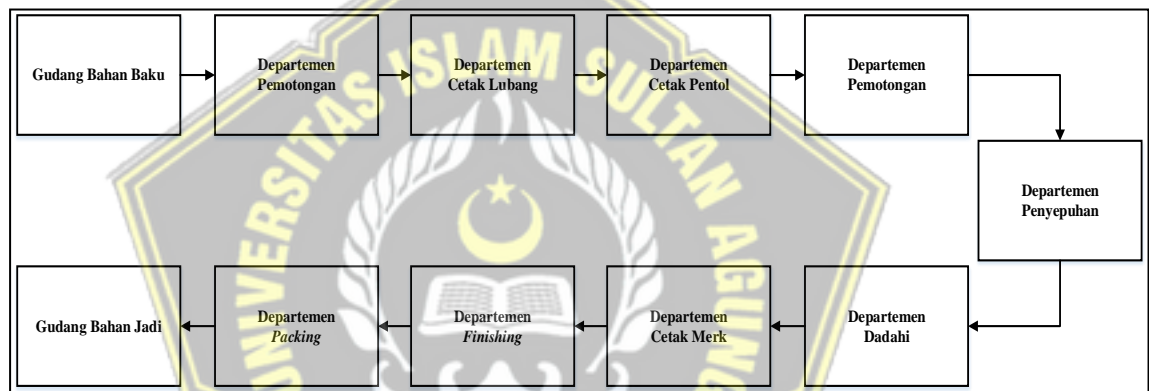 Gudang Bahan Baku
Departemen
Pemotongan
Departemen
Cetak Lubang
Departemen
Cetak Pentol
Departemen
Pemotongan
Departemen
Penyepuhan
Departemen
Dadahi
Departemen
Cetak Merk
Departemen
Finishing
Departemen
Packing
Gudang Bahan Jadi
UNIVERSITAS ISLAM SULTAN AGUNG